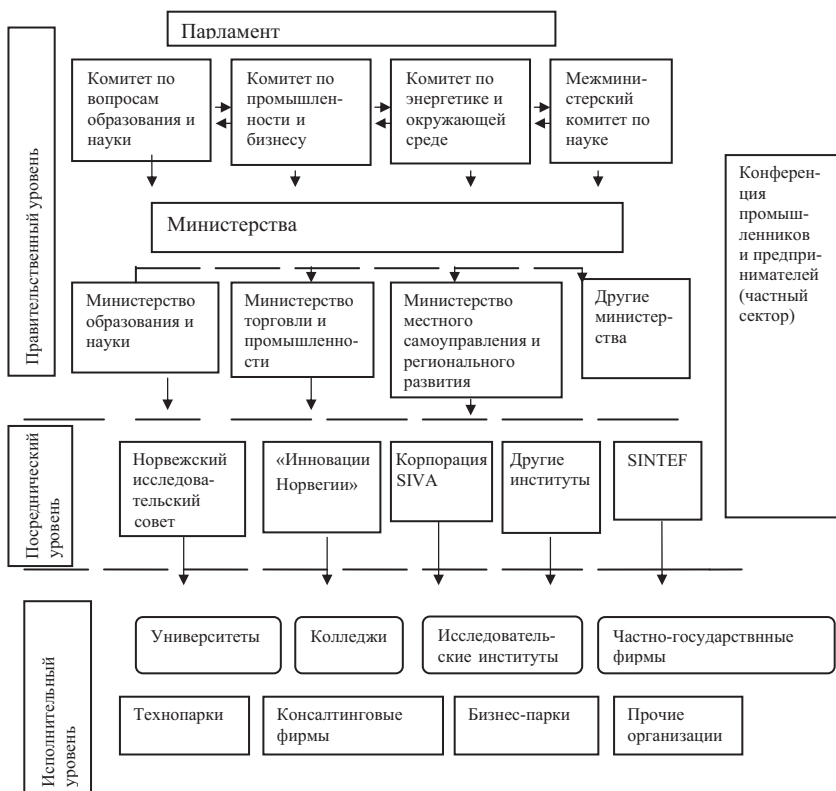 Парламент
Правительственный уровень
Комитет по
вопросам
образования и
науки
Комитет по
промышлен-
ности и
бизнесу
Комитет по
энергетике и
окружающей
среде
Межмини-
стерский
комитет по
науке
Конферен-
ция
промыш-
ленников
и предпри-
нимателей
(частный
сектор)
Министерства
Министерство
образования и
науки
Министерство
торговли и
промышленно-
сти
Министерство
местного
самоуправления и
регионального
развития
Другие
министер-
ства
Посреднический
уровень
Норвежский
исследова-
тельский
совет
«Инновации
Норвегии»
Корпорация
SIVA
Другие
институты
SINTEF
Исполнительный
уровень
Университеты
Колледжи
Исследователь-
ские институты
Частно-государствнные
фирмы
Технопарки
Консалтинговые
фирмы
Бизнес-парки
Прочие
организации